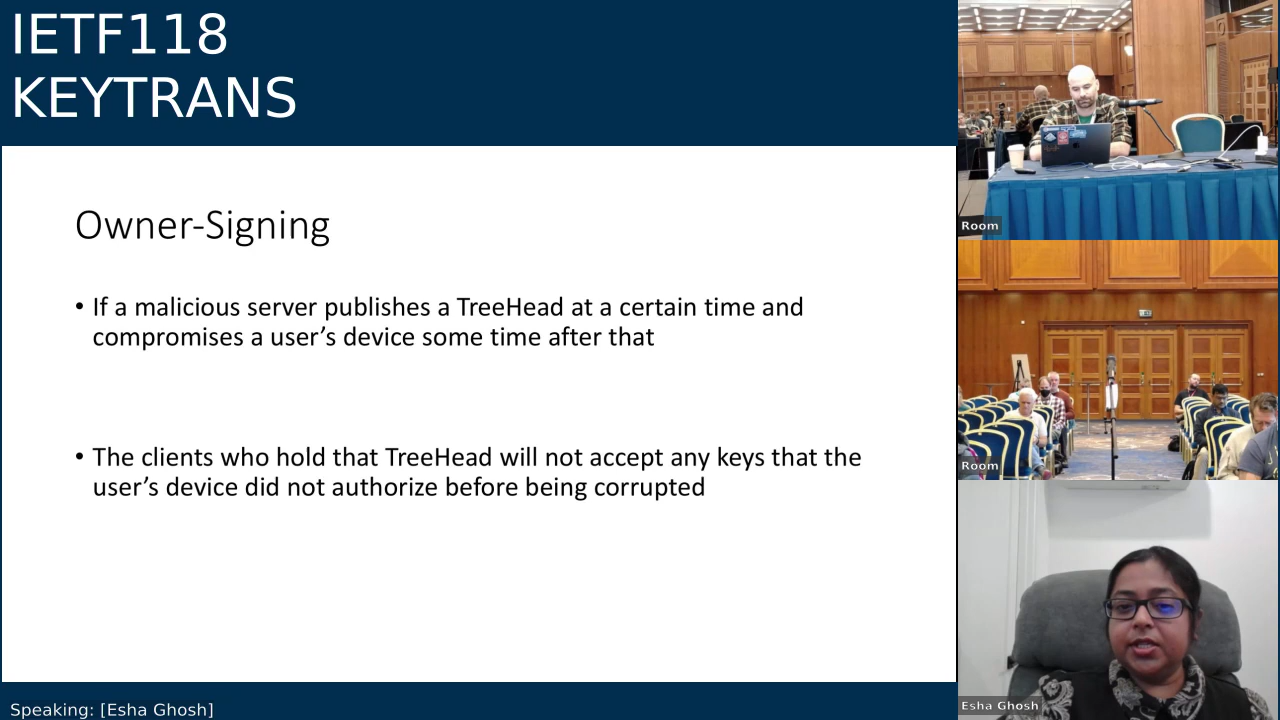 IETF118
KEYTRANS
Owner-Signing
• If a malicious server publishes a TreeHead at a certain time and
compromises a user’s device some time after that
• The clients who hold that TreeHead will not accept any keys that the
user’s device did not authorize before being corrupted
Speaking: [Esha Ghosh]
Room
Room
Esha Ghosh